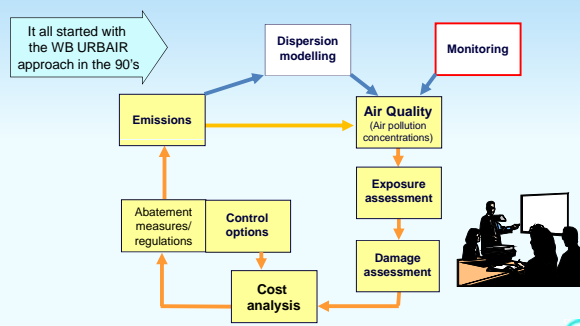 It all started with
the WB URBAIR
approach in the 90's
Dispersion
modelling
Monitoring
Emissions
Air Quality
(Air pollution
concentrations)
Exposure
assessment
Abatement
measures/
regulations
Control
options
Damage
assessment
Cost
analysis